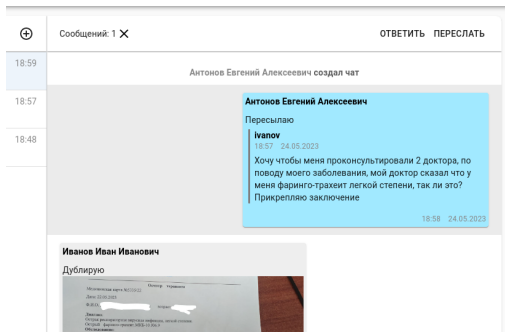 Сообщений: 1
ОТВЕТИТЬ ПЕРЕСЛАТЬ
18:59
Антонов Евгений Алексеевич создал чат
18:57
Антонов Евгений Алексеевич
Пересылаю
ivanov
18:57 24.05.2023
18:48
Хочу чтобы меня проконсультировали 2 доктора, по
поводу моего заболевания, мой доктор сказал что у
меня фаринго-трахеит легкой степени, так ли это?
Прикрепляю заключение
18:58 24.05.2023
Иванов Иван Иванович
Дублирую